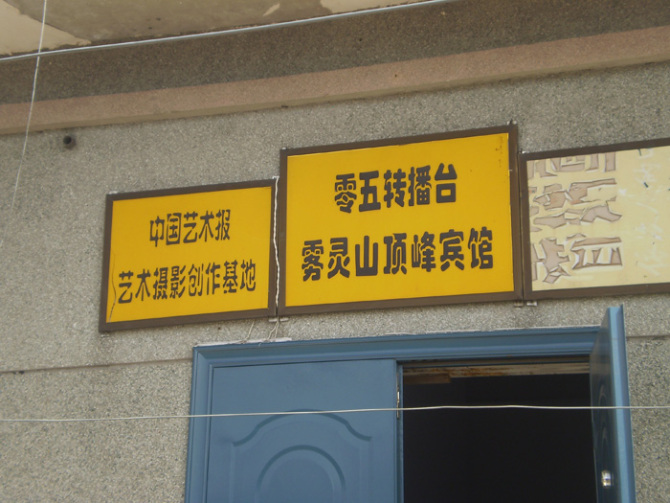 中国艺术报
艺术摄影创作基地
零五转播台
雾灵山顶峰宾馆